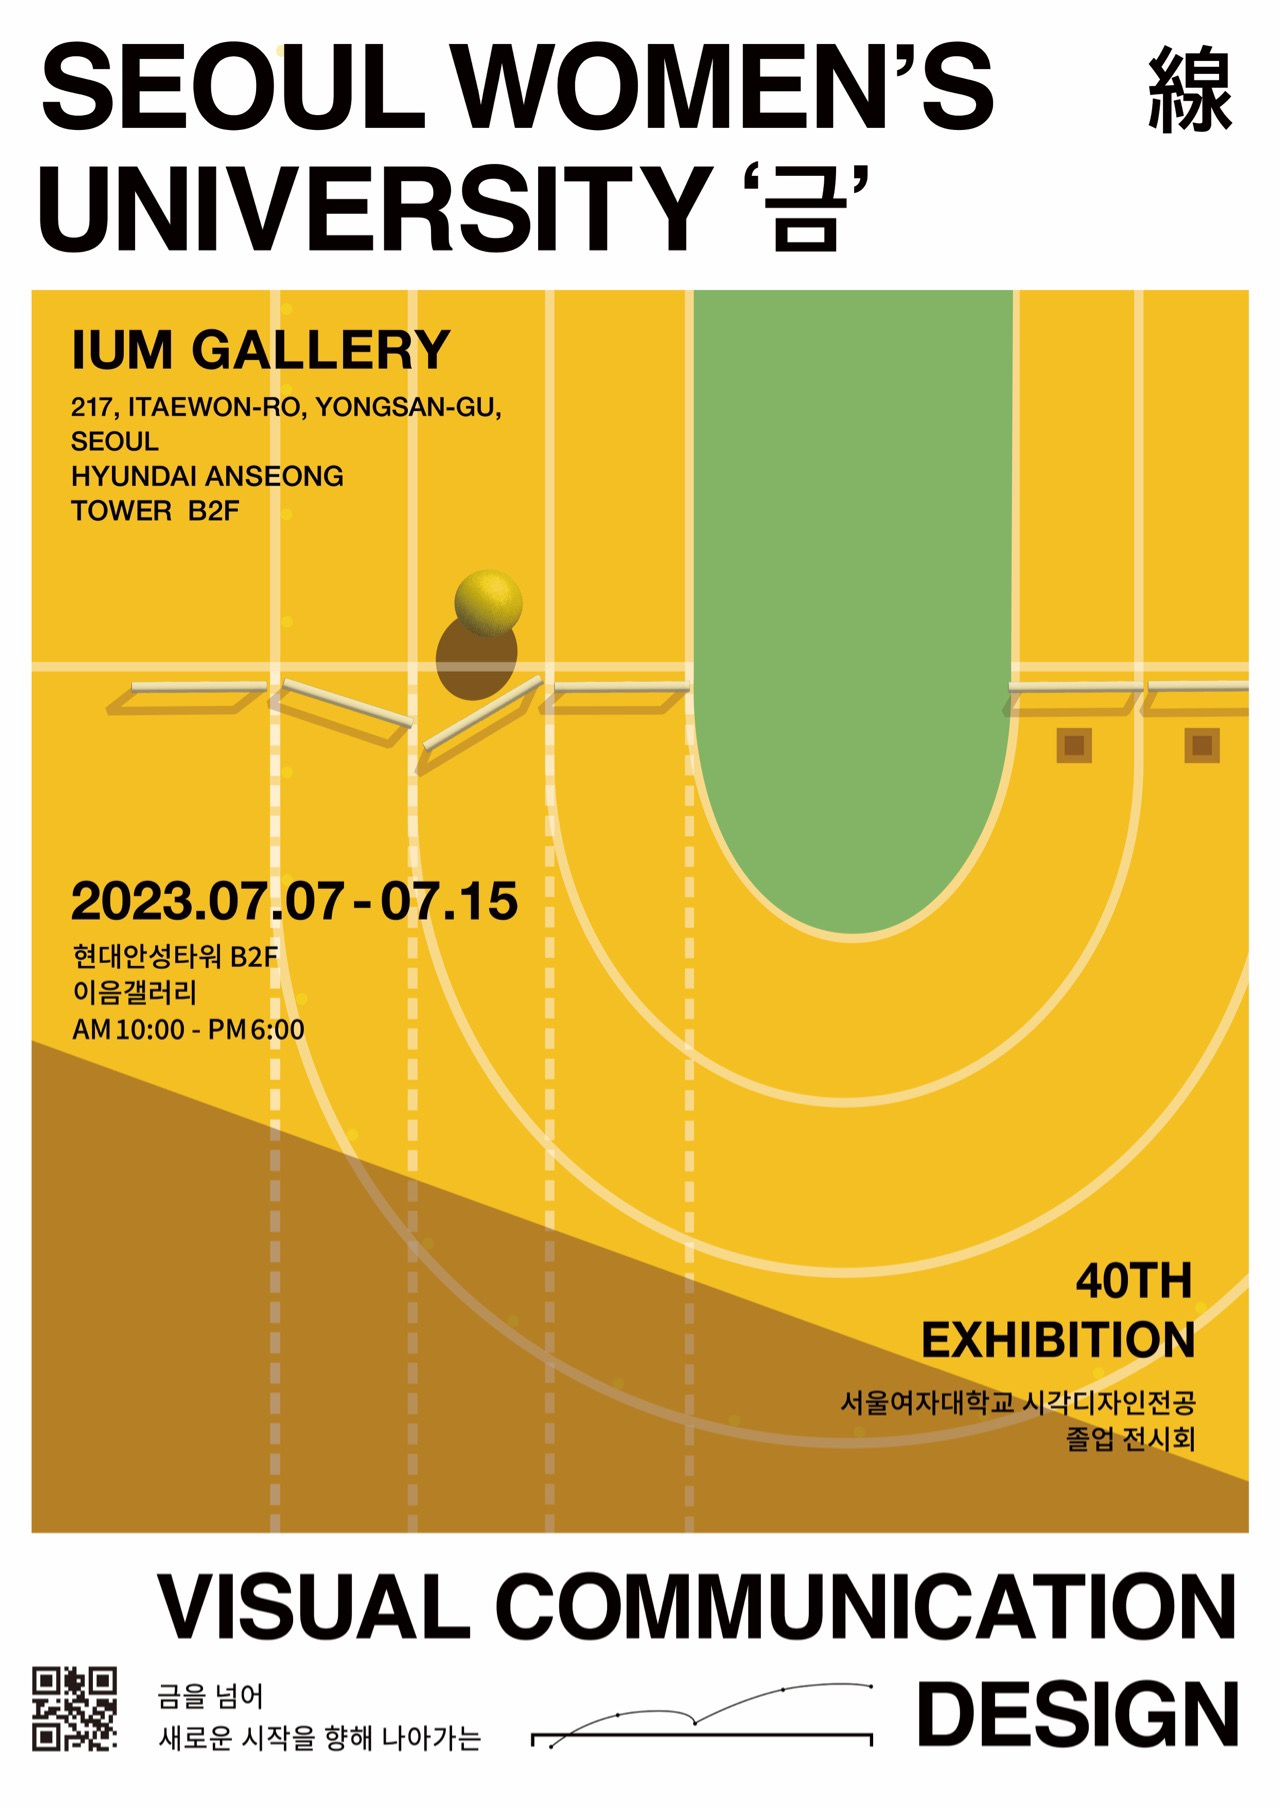 SEOUL WOMEN’S
線
UNIVERSITY ‘금’
IUM GALLERY
217, ITAEWON-RO, YONGSAN-GU,
SEOUL
HYUNDAI ANSEONG
TOWER B2F
2023.07.07 - 07.15
현대안성타워 B2F
이음갤러리
AM 10:00 - PM 6:00
40TH
EXHIBITION
서울여자대학교 시각디자인전공
졸업 전시회
VISUAL COMMUNICATION
DESIGN
금을 넘어
새로운 시작을 향해 나아가는